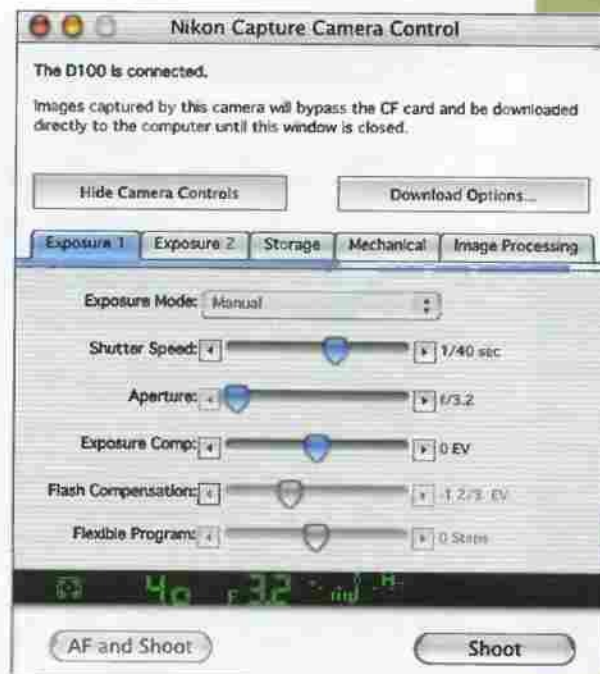 Nikon Capture Camera Control
The D100 is connected.
Images captured by this camera will bypass the CF card and be downloaded
directly to the computer until this window is closed.
Hide Camera Controls Download Options...
Exposure 1 Exposure 2 Storage Mechanical Image Processing
Exposure Mode: Manual
Shutter Speed: 1/40 sec
Aperture: f/3.2
Exposure Comp: 0 EV
Flash Compensation: -1 2/3 EV
Flexible Program: 0 Steps
40 F3.2
AF and Shoot Shoot